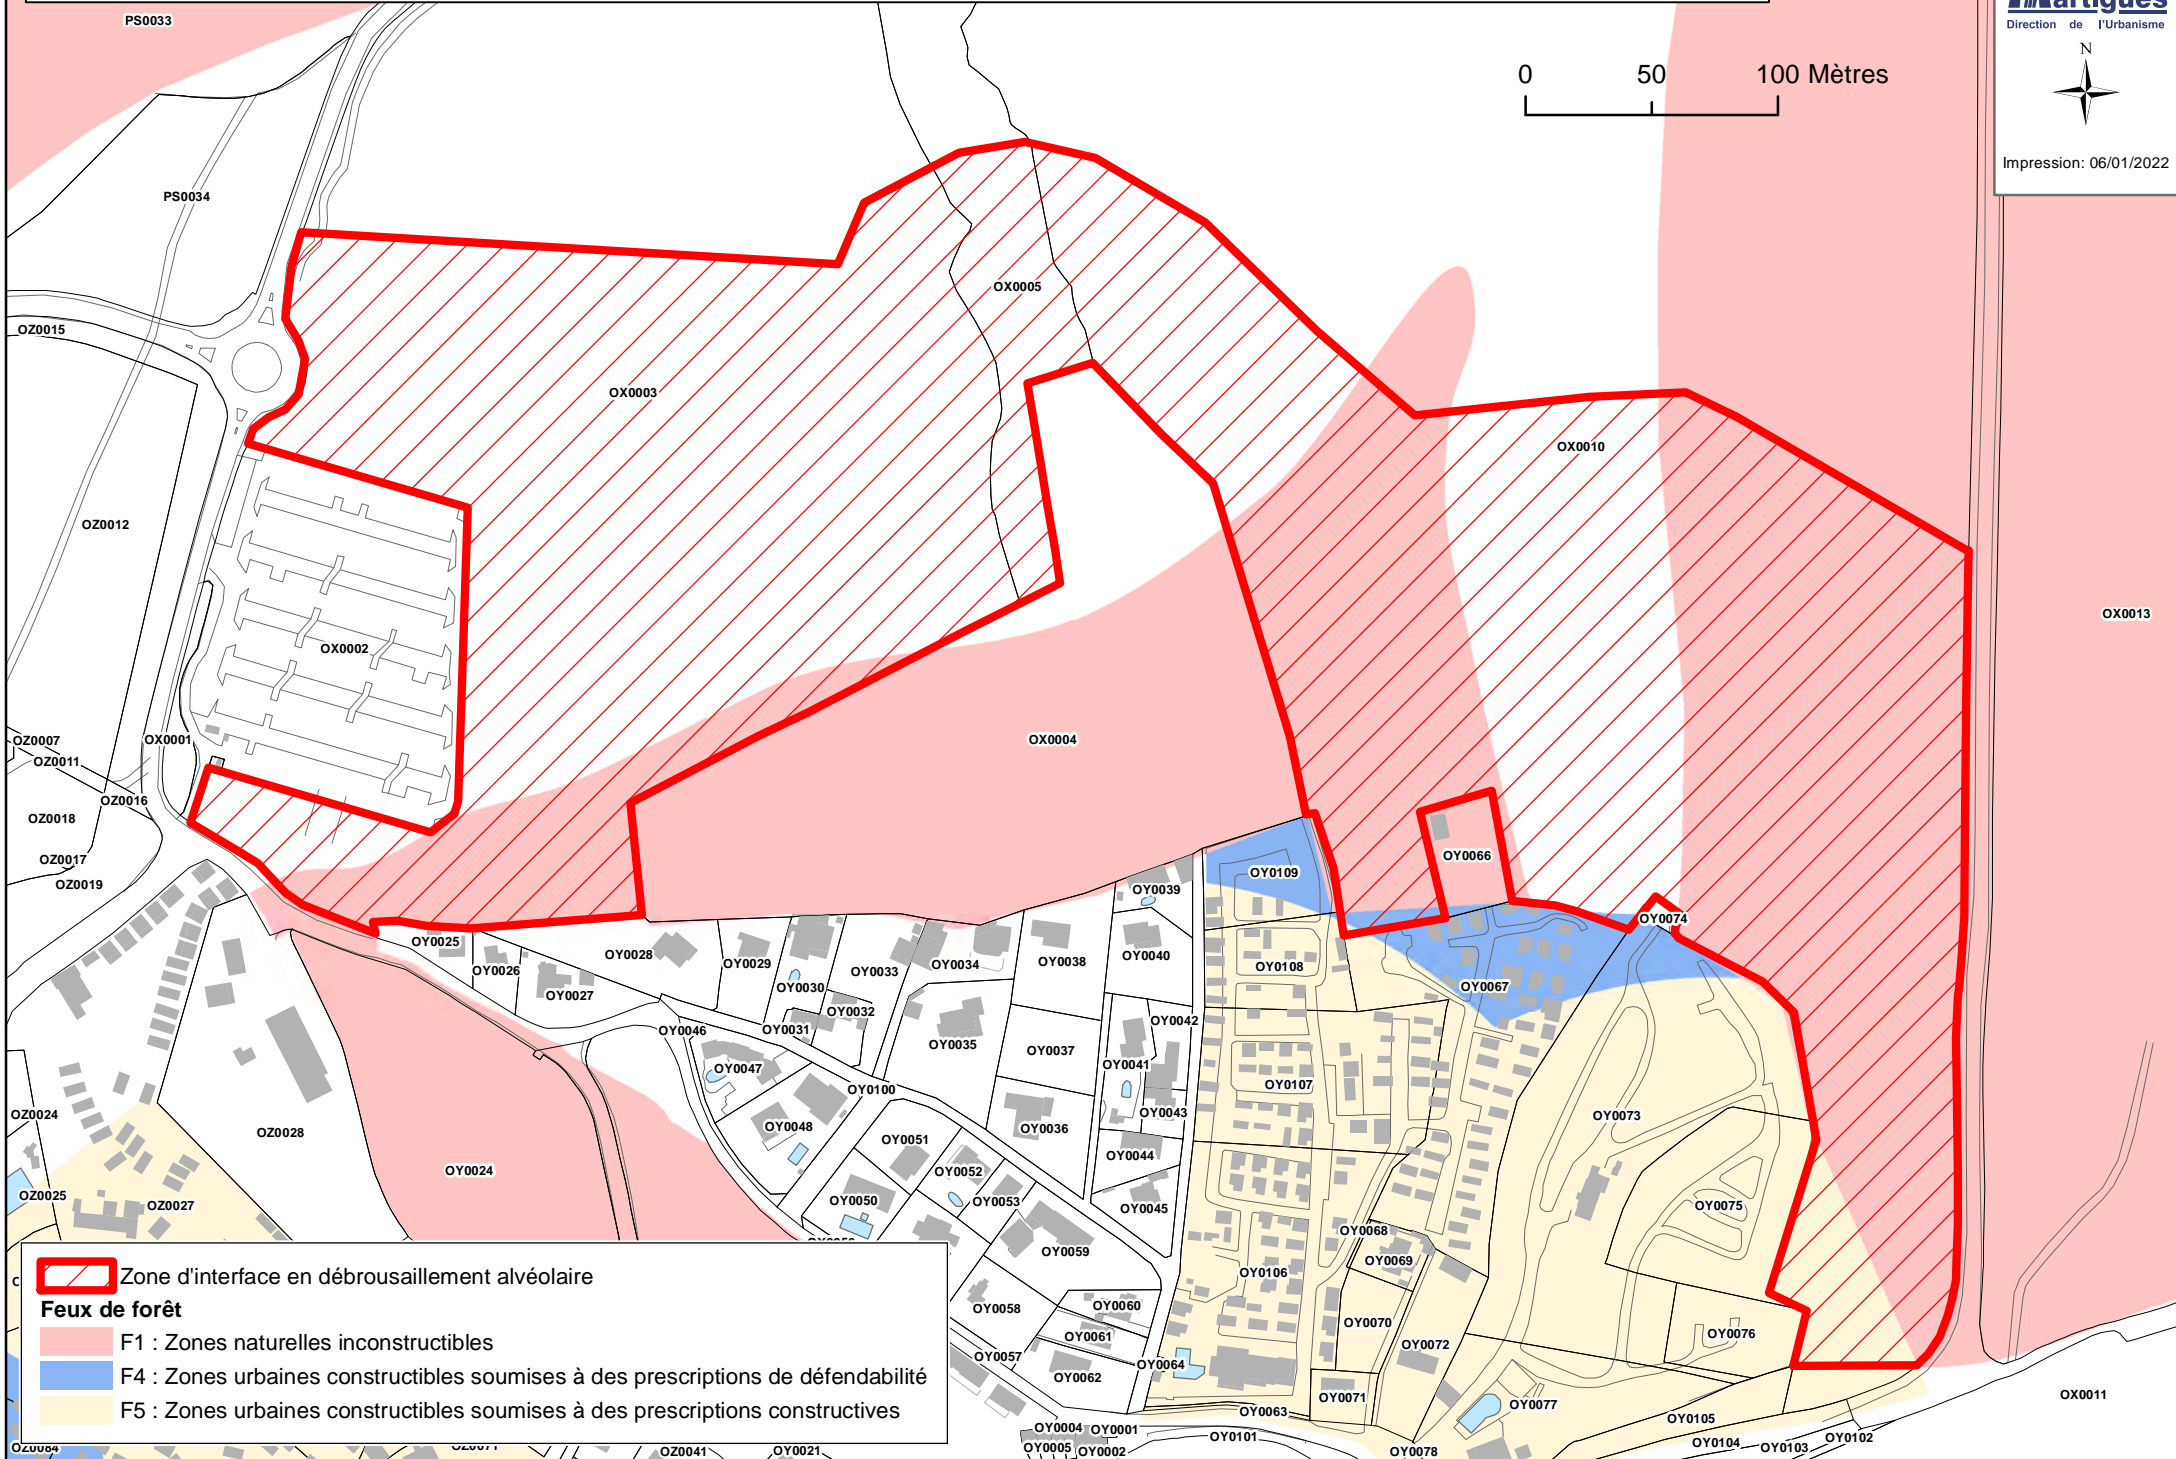 Martigues
Direction de l'Urbanisme
N
Impression: 06/01/2022
0 50 100 Mètres
PS0033
PS0034
OZ0015
OX0005
OX0003
OX0010
OZ0012
OX0013
OX0002
OX0004
OX0001
OZ0007
OZ0011
OZ0016
OZ0018
OZ0017
OZ0019
OY0066
OY0109
OY0039
OY0074
OY0025
OY0026
OY0028
OY0027
OY0029
OY0030
OY0033
OY0034
OY0038
OY0040
OY0108
OY0067
OY0031
OY0032
OY0046
OY0035
OY0037
OY0042
OY0041
OY0047
OY0100
OY0107
OY0043
OY0036
OY0048
OY0051
OY0044
OY0073
OZ0024
OZ0028
OY0024
OY0052
OY0053
OY0050
OY0045
OY0075
OZ0025
OZ0027
OY0068
OY0069
OY0059
OY0106
OY0058
OY0060
OY0061
OY0070
OY0072
OY0076
OY0057
OY0062
OY0064
OY0071
OY0077
OY0063
OX0011
OY0105
OY0004
OY0001
OY0101
OY0104
OY0103
OY0102
OY0005
OY0002
OY0078
OZ0084
OZ0071
OZ0041
OY0021
Zone d'interface en débrousaillement alvéolaire
Feux de forêt
F1 : Zones naturelles inconstructibles
F4 : Zones urbaines constructibles soumises à des prescriptions de défendabilité
F5 : Zones urbaines constructibles soumises à des prescriptions constructives